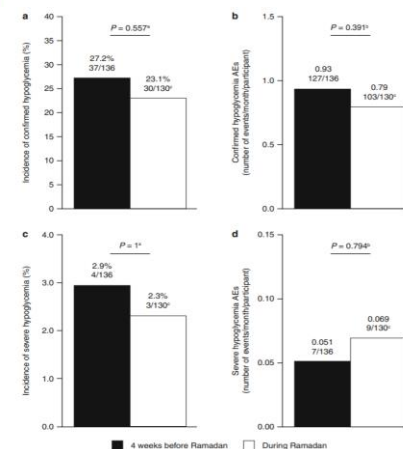 a
Incidence of confirmed hypoglycemia (%)
40
35
30
25
20
15
10
5
0
P = 0.557ᵃ
27.2%
37/136
23.1%
30/130ᶜ
b
Confirmed hypoglycemia AEs
(number of events/month/participant)
1.5
1.0
0.5
0.0
P = 0.391ᵇ
0.93
127/136
0.79
103/130ᶜ
c
Incidence of severe hypoglycemia (%)
4.0
3.0
2.0
1.0
0.0
P = 1ᵃ
2.9%
4/136
2.3%
3/130ᶜ
d
Severe hypoglycemia AEs
(number of events/month/participant)
0.15
0.10
0.05
0.00
P = 0.794ᵇ
0.051
7/136
0.069
9/130ᶜ
4 weeks before Ramadan
During Ramadan